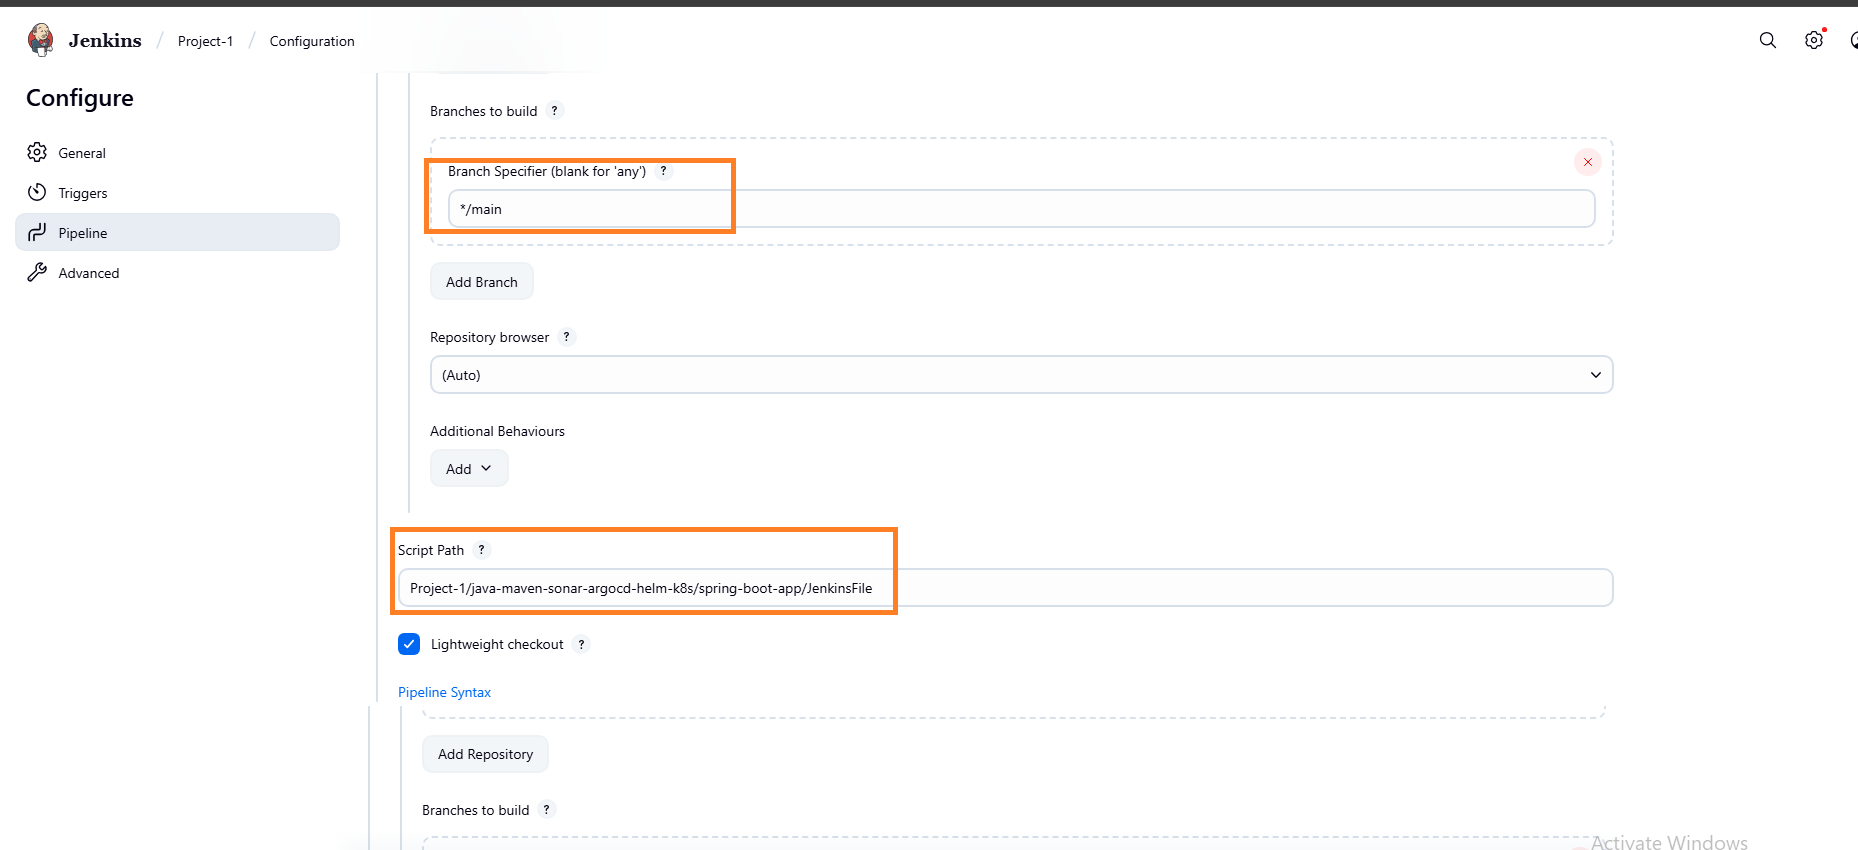 Jenkins / Project-1 / Configuration
Configure
General
Triggers
Pipeline
Advanced
Branches to build ?
Branch Specifier (blank for 'any') ?
*/main
Add Branch
Repository browser ?
(Auto)
Additional Behaviours
Add
Script Path ?
Project-1/java-maven-sonar-argocd-helm-k8s/spring-boot-app/JenkinsFile
Lightweight checkout ?
Pipeline Syntax
Add Repository
Branches to build ?
Activate Windows